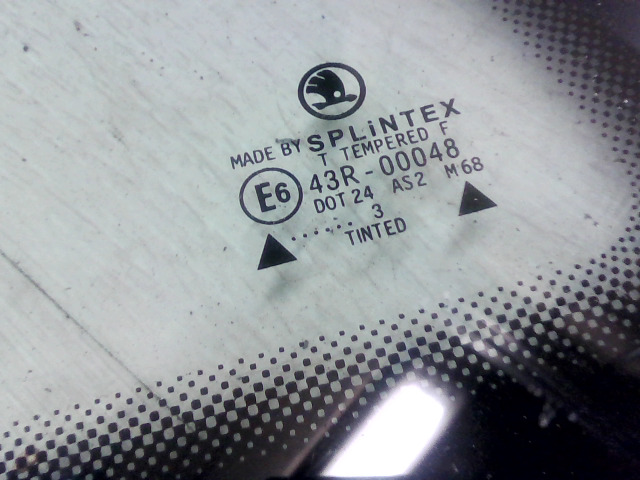 MADE BY SPLiNTEX
T TEMPERED F
E6 43R-00048
DOT 24 AS2 M68
...... 3
TINTED